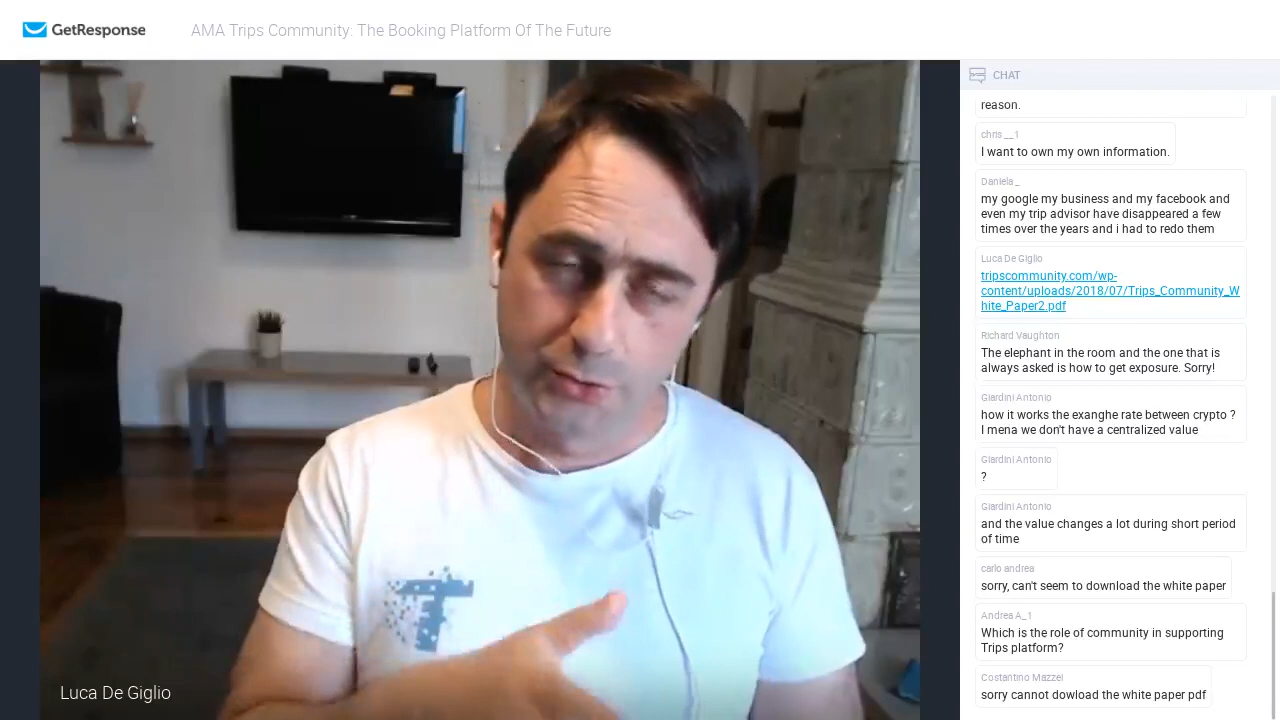 GetResponse
AMA Trips Community: The Booking Platform Of The Future
CHAT
reason.
chris __1
I want to own my own information.
Daniela _
my google my business and my facebook and
even my trip advisor have disappeared a few
times over the years and i had to redo them
Luca De Giglio
tripscommunity.com/wp-
content/uploads/2018/07/Trips_Community_W
hite_Paper2.pdf
Richard Vaughton
The elephant in the room and the one that is
always asked is how to get exposure. Sorry!
Giardini Antonio
how it works the exanghe rate between crypto ?
I mena we don't have a centralized value
Giardini Antonio
?
Giardini Antonio
and the value changes a lot during short period
of time
carlo andrea
sorry, can't seem to download the white paper
Andrea A_1
Which is the role of community in supporting
Trips platform?
Costantino Mazzei
sorry cannot dowload the white paper pdf
Luca De Giglio
T